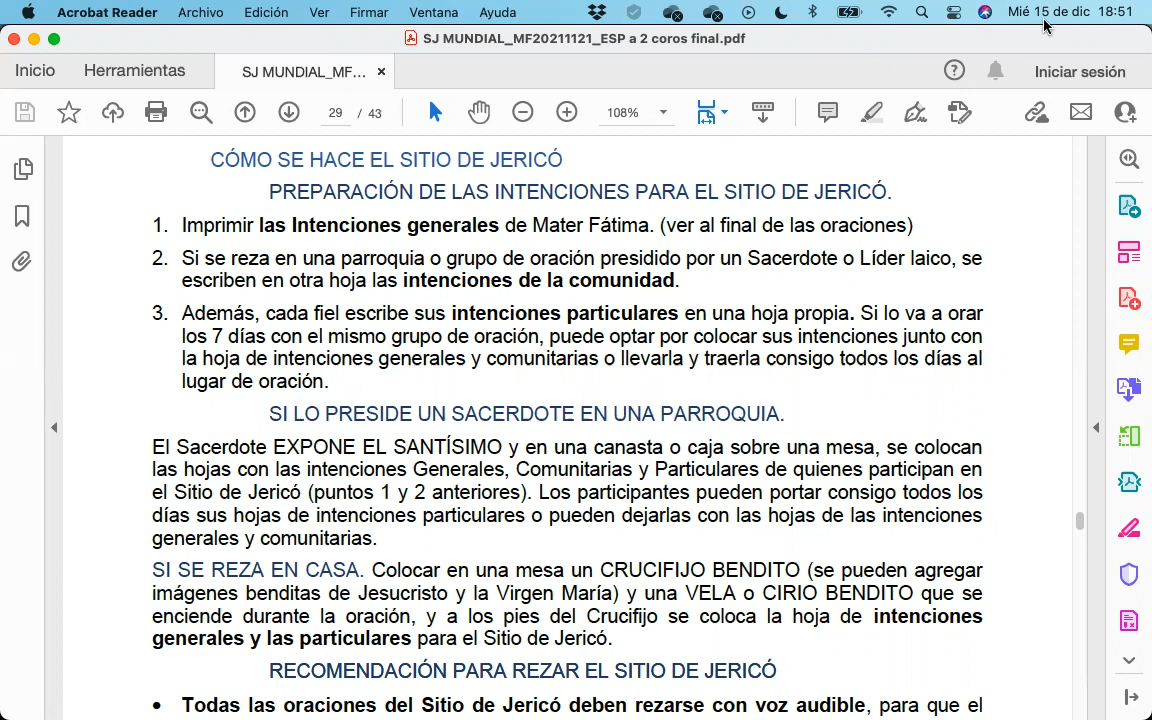 Acrobat Reader Archivo Edición Ver Firmar Ventana Ayuda Mié 15 de dic 18:51
SJ MUNDIAL_MF20211121_ESP a 2 coros final.pdf
Inicio Herramientas SJ MUNDIAL_MF... × Iniciar sesión
29 / 43 108%
CÓMO SE HACE EL SITIO DE JERICÓ
PREPARACIÓN DE LAS INTENCIONES PARA EL SITIO DE JERICÓ.
1. Imprimir las Intenciones generales de Mater Fátima. (ver al final de las oraciones)
2. Si se reza en una parroquia o grupo de oración presidido por un Sacerdote o Líder laico, se
escriben en otra hoja las intenciones de la comunidad.
3. Además, cada fiel escribe sus intenciones particulares en una hoja propia. Si lo va a orar
los 7 días con el mismo grupo de oración, puede optar por colocar sus intenciones junto con
la hoja de intenciones generales y comunitarias o llevarla y traerla consigo todos los días al
lugar de oración.
SI LO PRESIDE UN SACERDOTE EN UNA PARROQUIA.
El Sacerdote EXPONE EL SANTÍSIMO y en una canasta o caja sobre una mesa, se colocan
las hojas con las intenciones Generales, Comunitarias y Particulares de quienes participan en
el Sitio de Jericó (puntos 1 y 2 anteriores). Los participantes pueden portar consigo todos los
días sus hojas de intenciones particulares o pueden dejarlas con las hojas de las intenciones
generales y comunitarias.
SI SE REZA EN CASA. Colocar en una mesa un CRUCIFIJO BENDITO (se pueden agregar
imágenes benditas de Jesucristo y la Virgen María) y una VELA o CIRIO BENDITO que se
enciende durante la oración, y a los pies del Crucifijo se coloca la hoja de intenciones
generales y las particulares para el Sitio de Jericó.
RECOMENDACIÓN PARA REZAR EL SITIO DE JERICÓ
• Todas las oraciones del Sitio de Jericó deben rezarse con voz audible, para que el